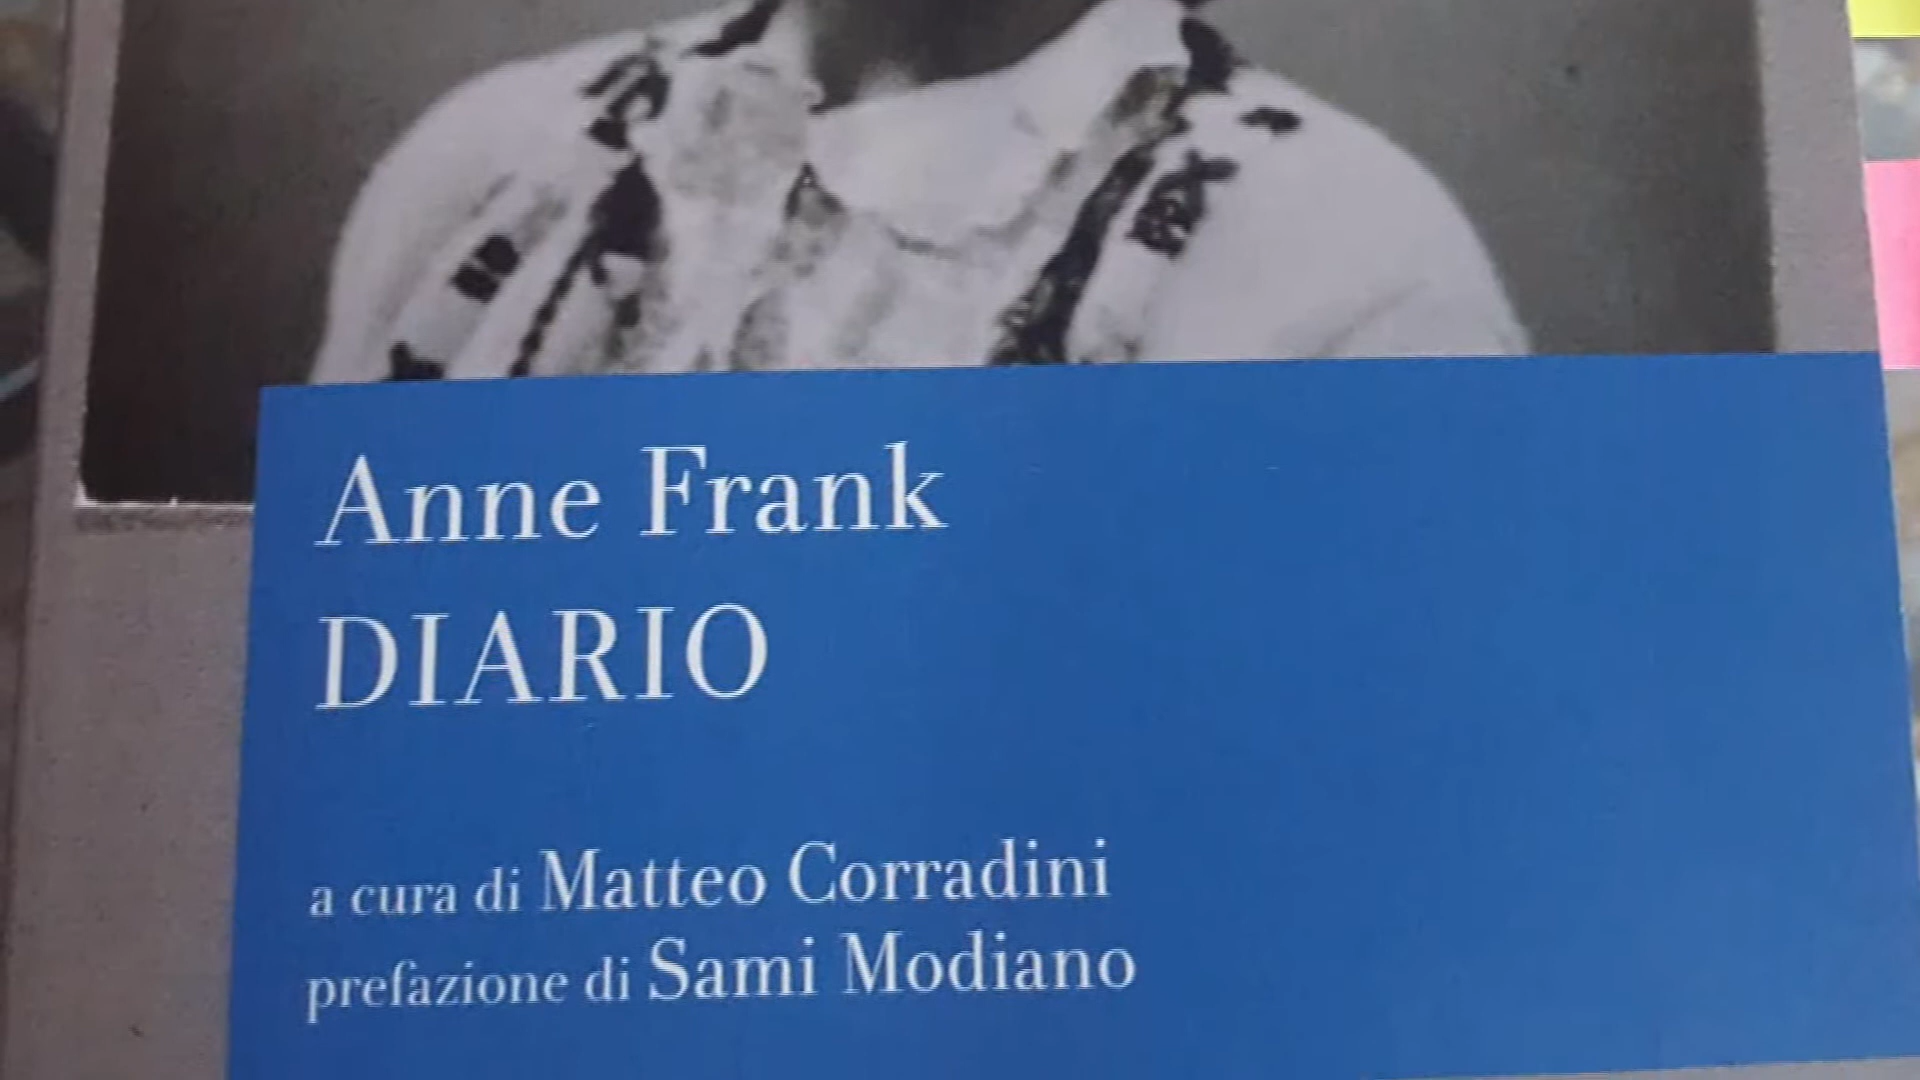 Anne Frank
DIARIO
a cura di Matteo Corradini
prefazione di Sami Modiano